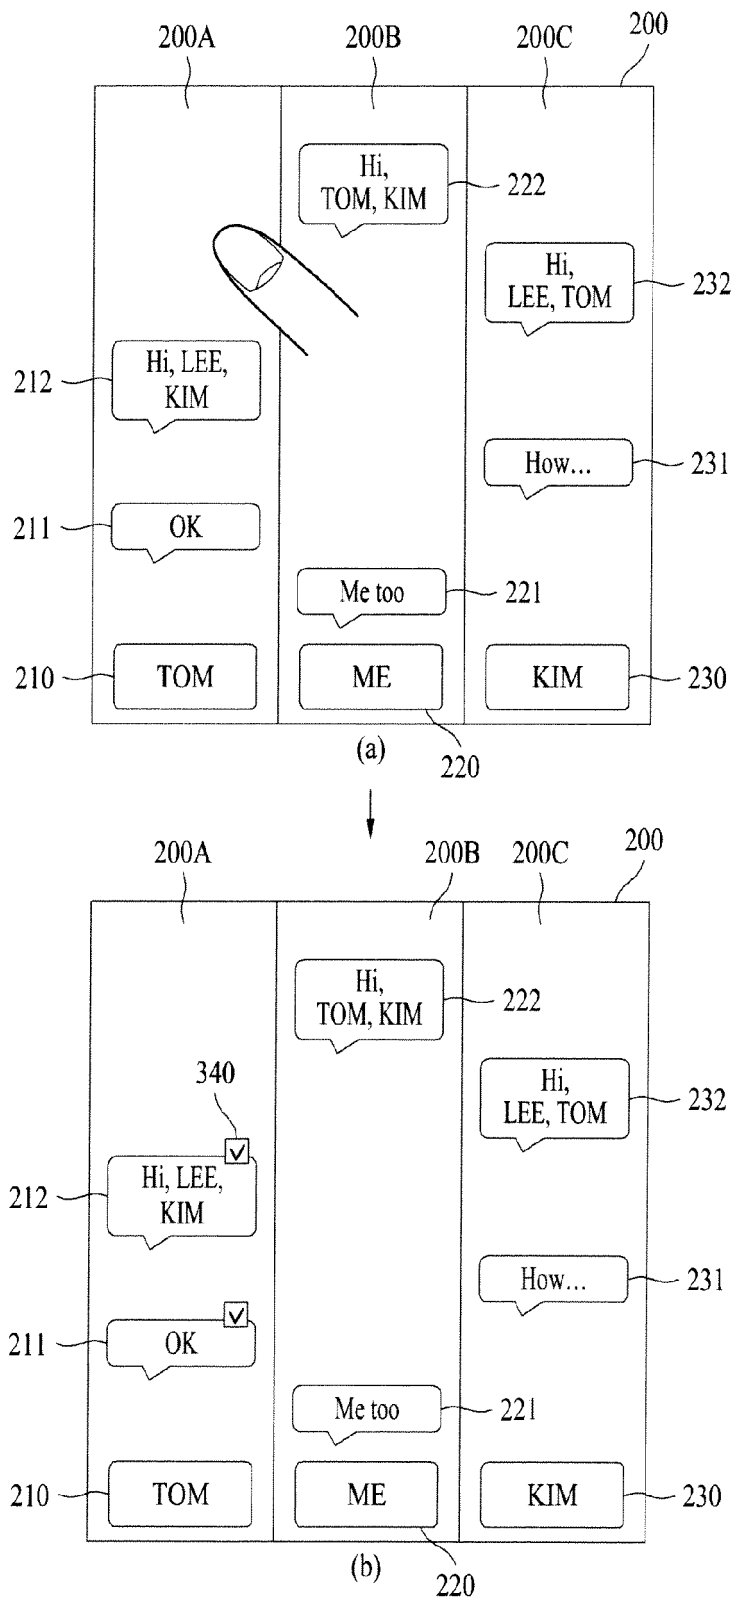 200A 200B 200C 200
Hi,
TOM, KIM
222
Hi,
LEE, TOM
232
Hi, LEE,
KIM
212
How...
231
OK
211
Me too
221
210
TOM
ME
KIM
230
(a)
220
200A 200B 200C 200
Hi,
TOM, KIM
222
340
Hi,
LEE, TOM
232
Hi, LEE,
KIM
212
How...
231
OK
211
Me too
221
210
TOM
ME
KIM
230
(b)
220